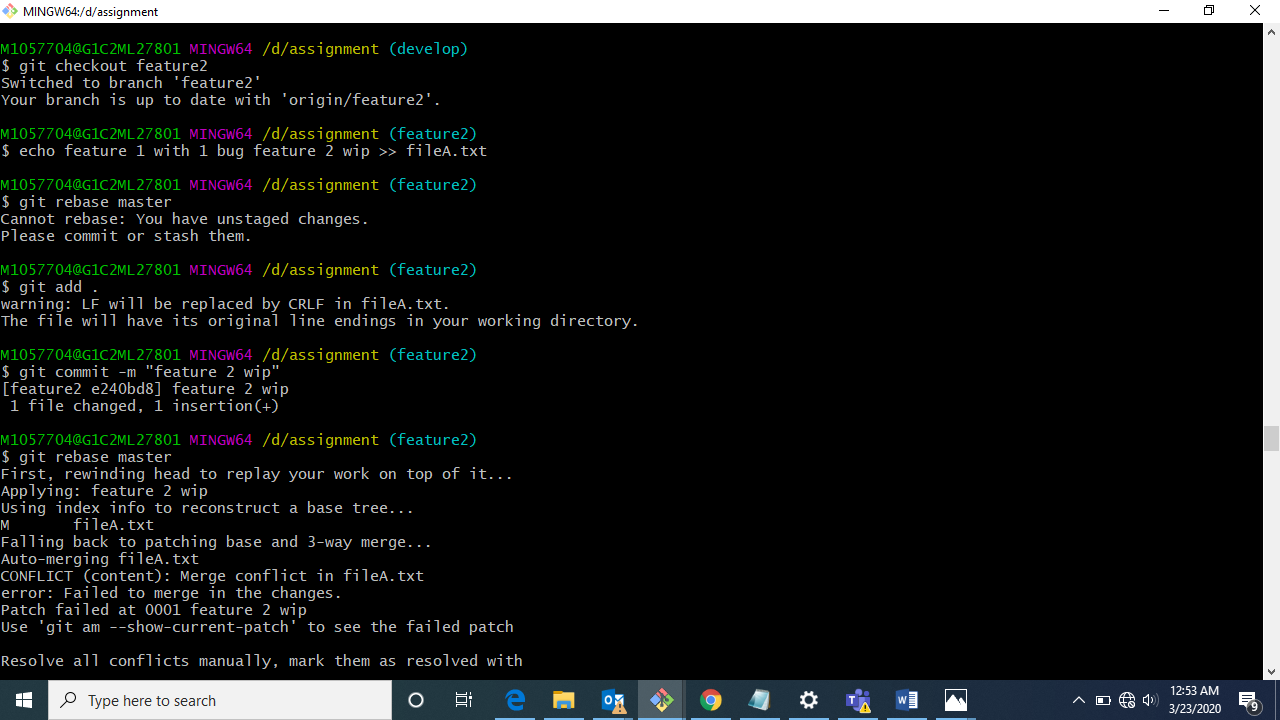 MINGW64:/d/assignment
M1057704@G1C2ML27801 MINGW64 /d/assignment (develop)
$ git checkout feature2
Switched to branch 'feature2'
Your branch is up to date with 'origin/feature2'.
M1057704@G1C2ML27801 MINGW64 /d/assignment (feature2)
$ echo feature 1 with 1 bug feature 2 wip >> fileA.txt
M1057704@G1C2ML27801 MINGW64 /d/assignment (feature2)
$ git rebase master
Cannot rebase: You have unstaged changes.
Please commit or stash them.
M1057704@G1C2ML27801 MINGW64 /d/assignment (feature2)
$ git add .
warning: LF will be replaced by CRLF in fileA.txt.
The file will have its original line endings in your working directory.
M1057704@G1C2ML27801 MINGW64 /d/assignment (feature2)
$ git commit -m "feature 2 wip"
[feature2 e240bd8] feature 2 wip
 1 file changed, 1 insertion(+)
M1057704@G1C2ML27801 MINGW64 /d/assignment (feature2)
$ git rebase master
First, rewinding head to replay your work on top of it...
Applying: feature 2 wip
Using index info to reconstruct a base tree...
M       fileA.txt
Falling back to patching base and 3-way merge...
Auto-merging fileA.txt
CONFLICT (content): Merge conflict in fileA.txt
error: Failed to merge in the changes.
Patch failed at 0001 feature 2 wip
Use 'git am --show-current-patch' to see the failed patch
Resolve all conflicts manually, mark them as resolved with
Type here to search
12:53 AM
3/23/2020
9